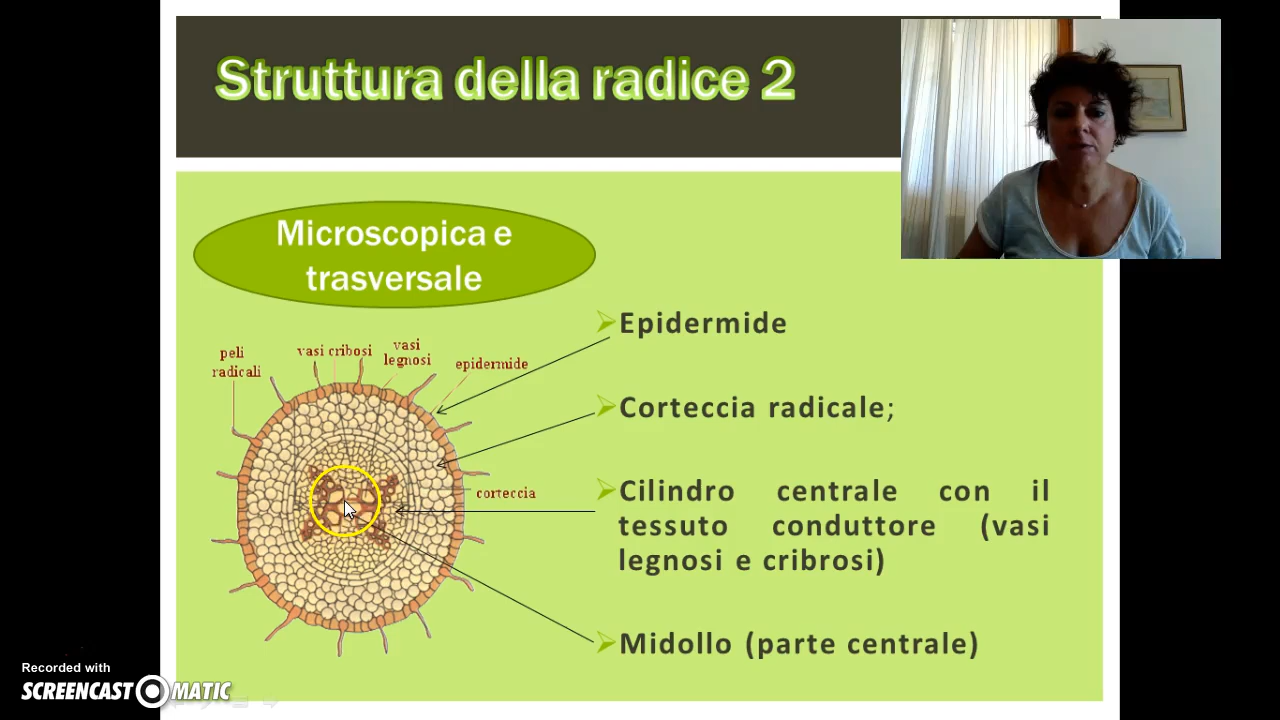 Struttura della radice 2
Microscopica e
trasversale
peli
radicali
vasi cribosi
vasi
legnosi
epidermide
corteccia
Epidermide
Corteccia radicale;
Cilindro centrale con il
tessuto conduttore (vasi
legnosi e cribrosi)
Midollo (parte centrale)
Recorded with
SCREENCAST MATIC